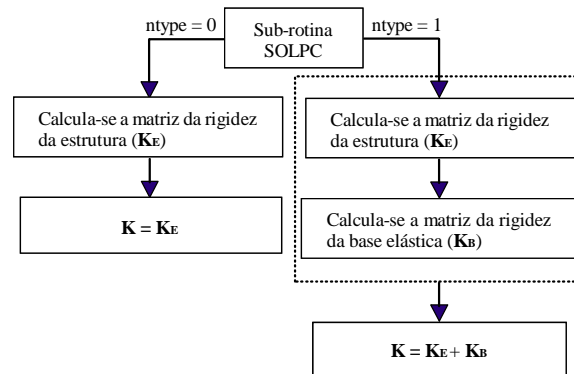 ntype = 0
Sub-rotina
SOLPC
ntype = 1
Calcula-se a matriz da rigidez
da estrutura (KE)
K = KE
Calcula-se a matriz da rigidez
da estrutura (KE)
Calcula-se a matriz da rigidez
da base elástica (KB)
K = KE + KB